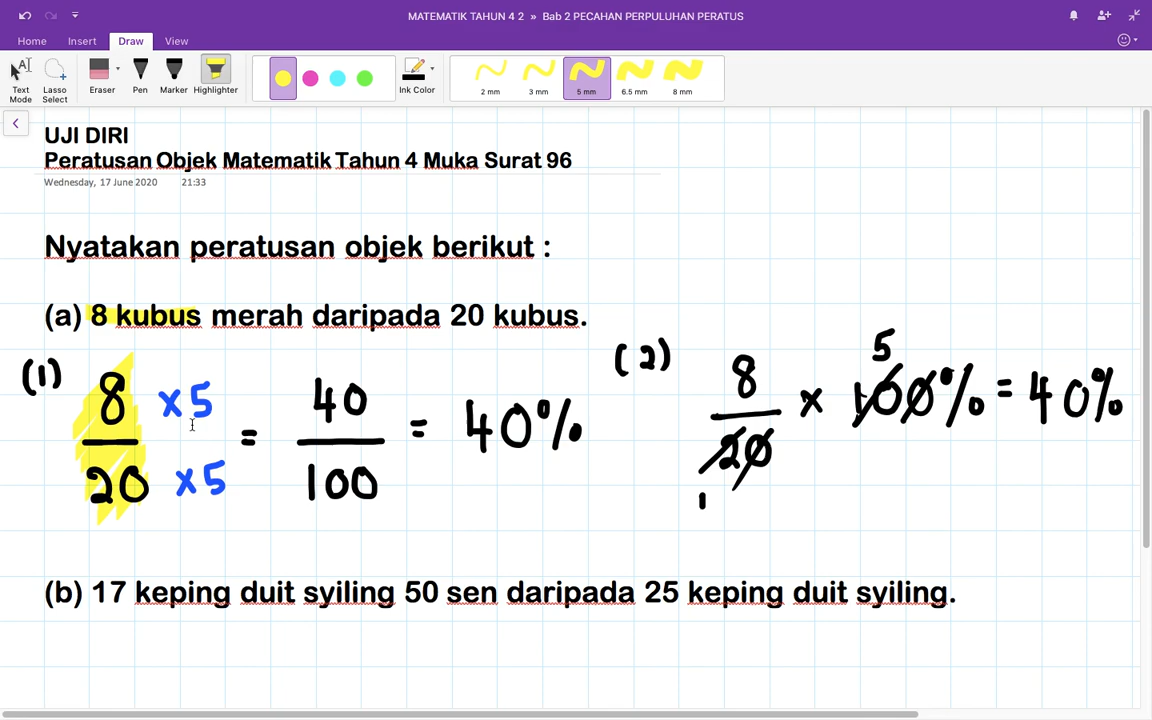 MATEMATIK TAHUN 4 2 » Bab 2 PECAHAN PERPULUHAN PERATUS
Home Insert Draw View
Text Mode Lasso Select Eraser Pen Marker Highlighter Ink Color 2 mm 3 mm 5 mm 6.5 mm 8 mm
UJI DIRI
Peratusan Objek Matematik Tahun 4 Muka Surat 96
Wednesday, 17 June 2020 21:33
Nyatakan peratusan objek berikut :
(a) 8 kubus merah daripada 20 kubus.
(1) 8/20 ×5 ×5 = 40/100 = 40%
(2) 8/20 × 100% = 40%
5
1
(b) 17 keping duit syiling 50 sen daripada 25 keping duit syiling.